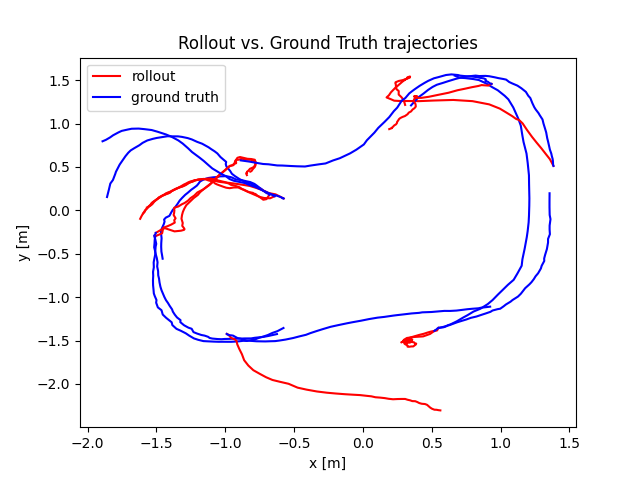 Rollout vs. Ground Truth trajectories
rollout
ground truth
1.5
1.0
0.5
0.0
−0.5
−1.0
−1.5
−2.0
y [m]
−2.0 −1.5 −1.0 −0.5 0.0 0.5 1.0 1.5
x [m]